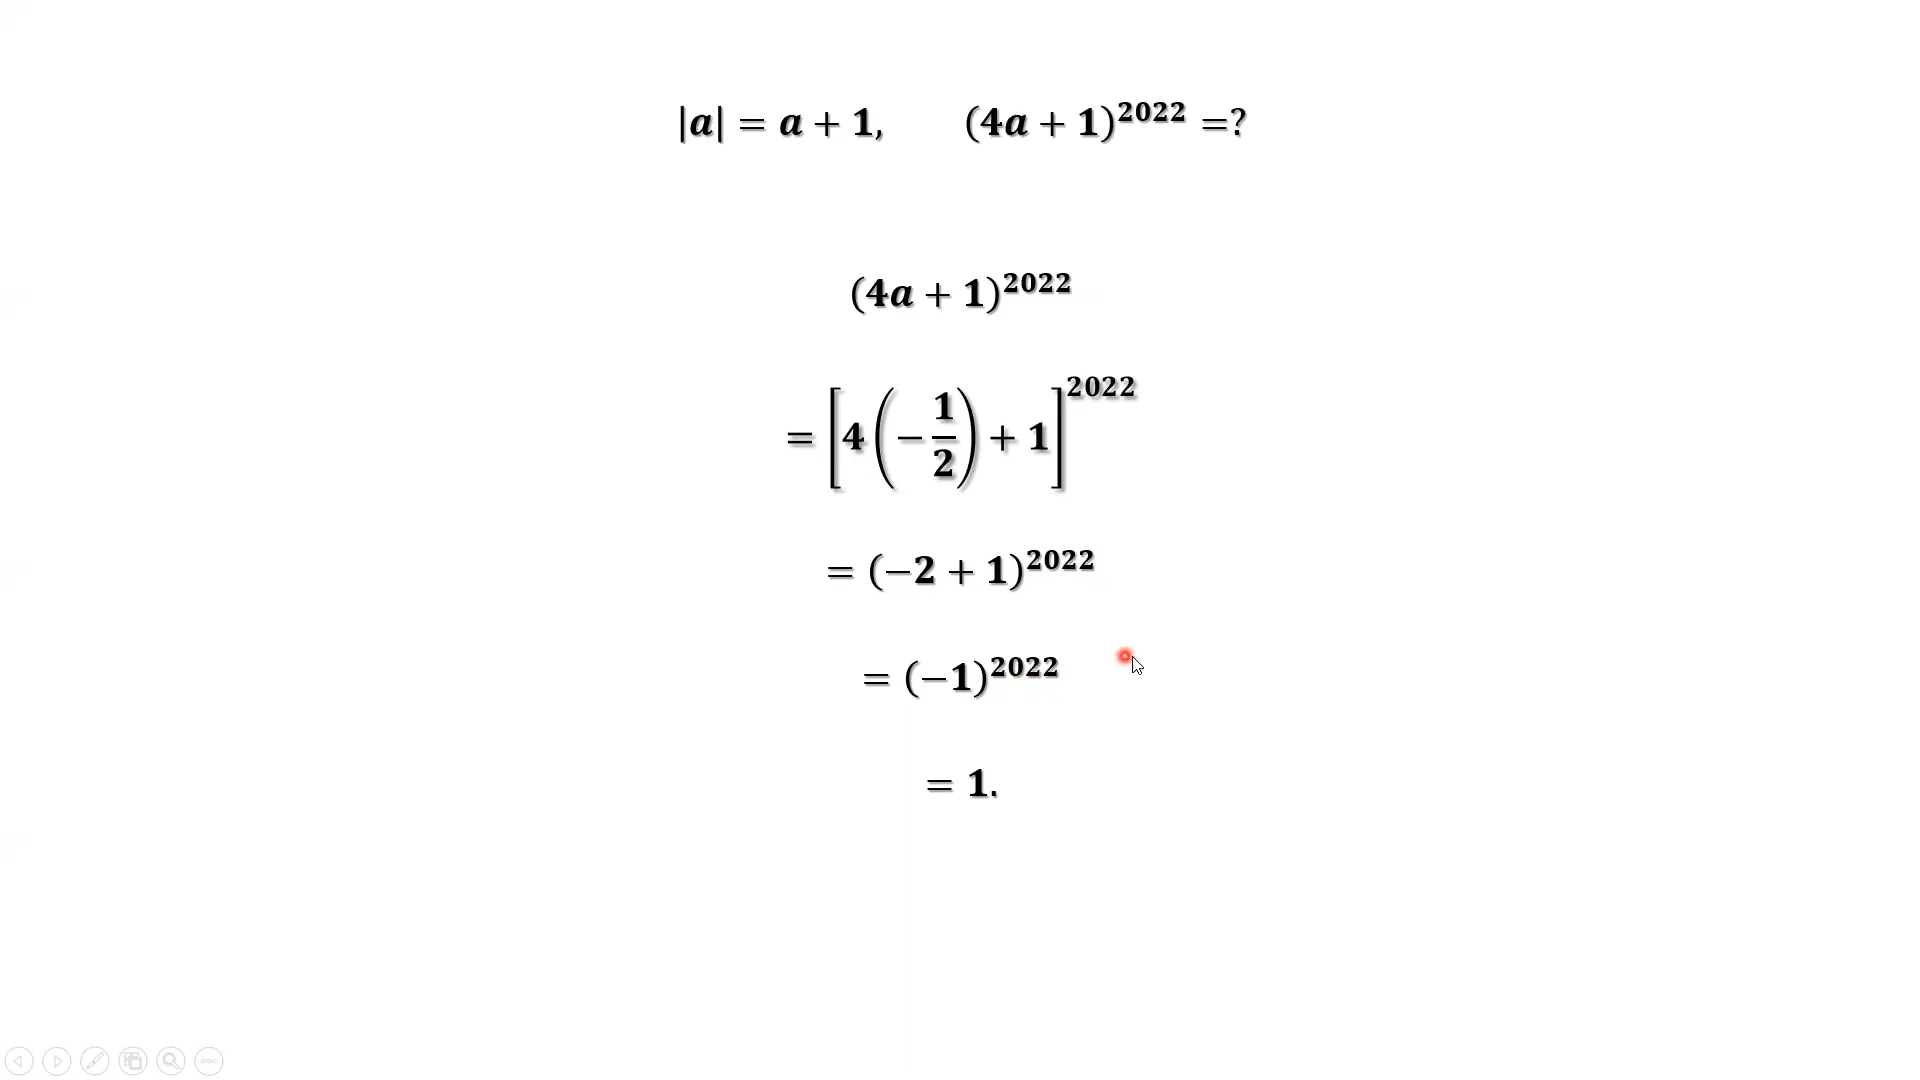 |a| = a + 1, (4a + 1)^2022 =?
(4a + 1)^2022
= [4(−1/2) + 1]^2022
= (−2 + 1)^2022
= (−1)^2022
= 1.